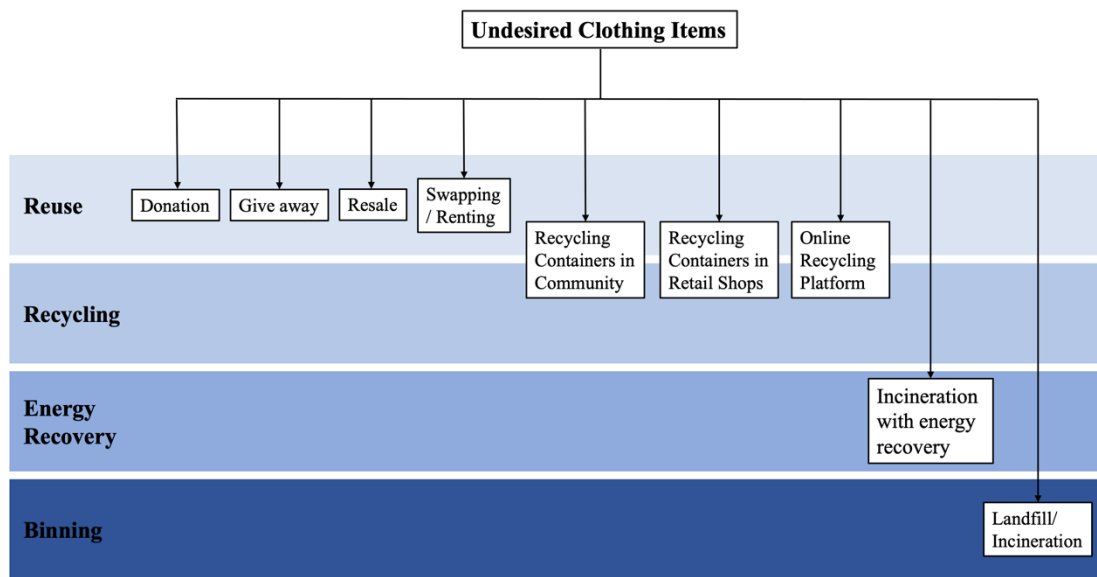 Undesired Clothing Items
Reuse
Donation
Give away
Resale
Swapping
/ Renting
Recycling
Containers in
Community
Recycling
Containers in
Retail Shops
Online
Recycling
Platform
Recycling
Energy
Recovery
Incineration
with energy
recovery
Binning
Landfill/
Incineration